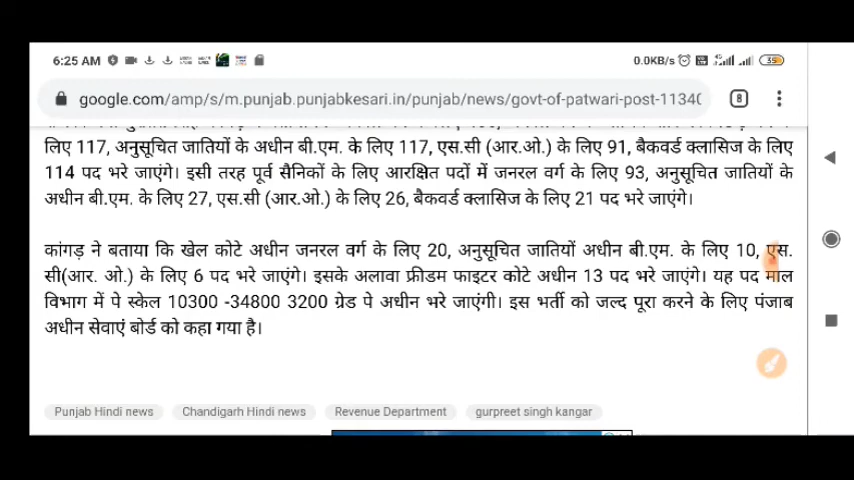 6:25 AM
0.0KB/s
35
google.com/amp/s/m.punjab.punjabkesari.in/punjab/news/govt-of-patwari-post-11340
8
लिए 117, अनुसूचित जातियों के अधीन बी.एम. के लिए 117, एस.सी (आर.ओ.) के लिए 91, बैकवर्ड क्लासिज के लिए
114 पद भरे जाएंगे। इसी तरह पूर्व सैनिकों के लिए आरक्षित पदों में जनरल वर्ग के लिए 93, अनुसूचित जातियों के
अधीन बी.एम. के लिए 27, एस.सी (आर.ओ.) के लिए 26, बैकवर्ड क्लासिज के लिए 21 पद भरे जाएंगे।
कांगड़ ने बताया कि खेल कोटे अधीन जनरल वर्ग के लिए 20, अनुसूचित जातियों अधीन बी.एम. के लिए 10, एस.
सी(आर. ओ.) के लिए 6 पद भरे जाएंगे। इसके अलावा फ्रीडम फाइटर कोटे अधीन 13 पद भरे जाएंगे। यह पद माल
विभाग में पे स्केल 10300 -34800 3200 ग्रेड पे अधीन भरे जाएंगी। इस भर्ती को जल्द पूरा करने के लिए पंजाब
अधीन सेवाएं बोर्ड को कहा गया है।
Punjab Hindi news
Chandigarh Hindi news
Revenue Department
gurpreet singh kangar